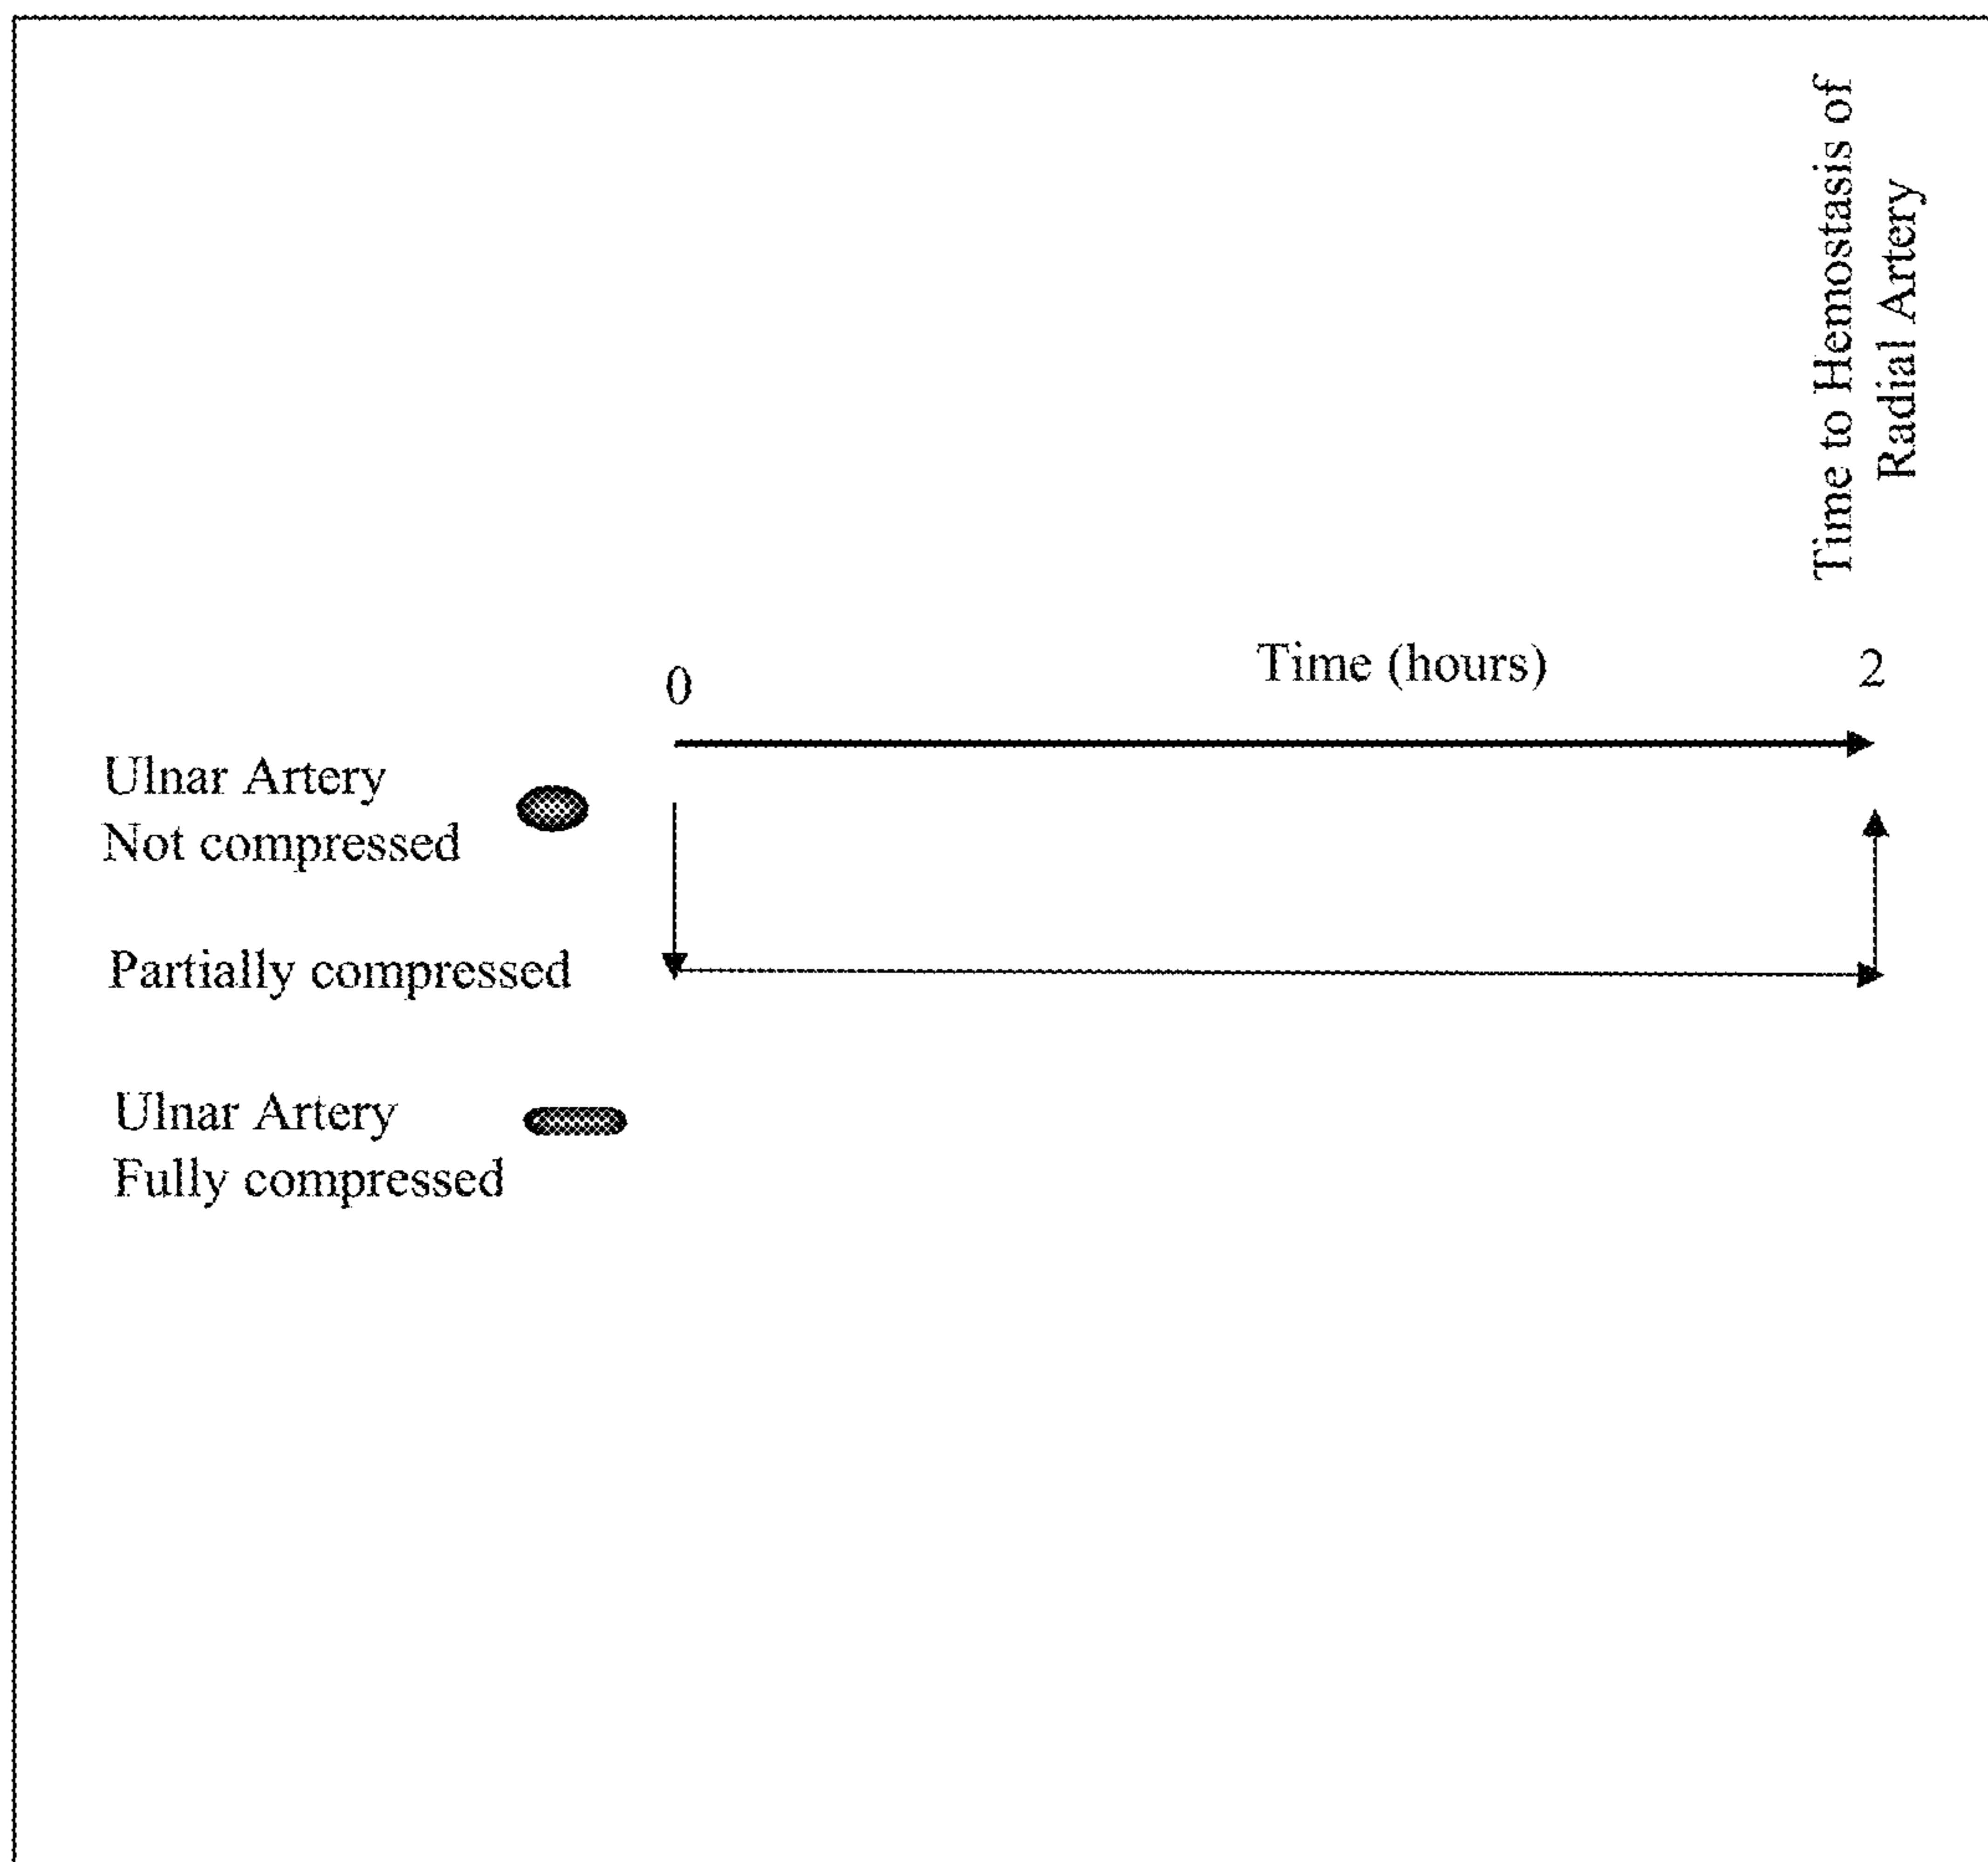 Time to Hemostasis of
Radial Artery
0
Time (hours)
2
Ulnar Artery
Not compressed
Partially compressed
Ulnar Artery
Fully compressed